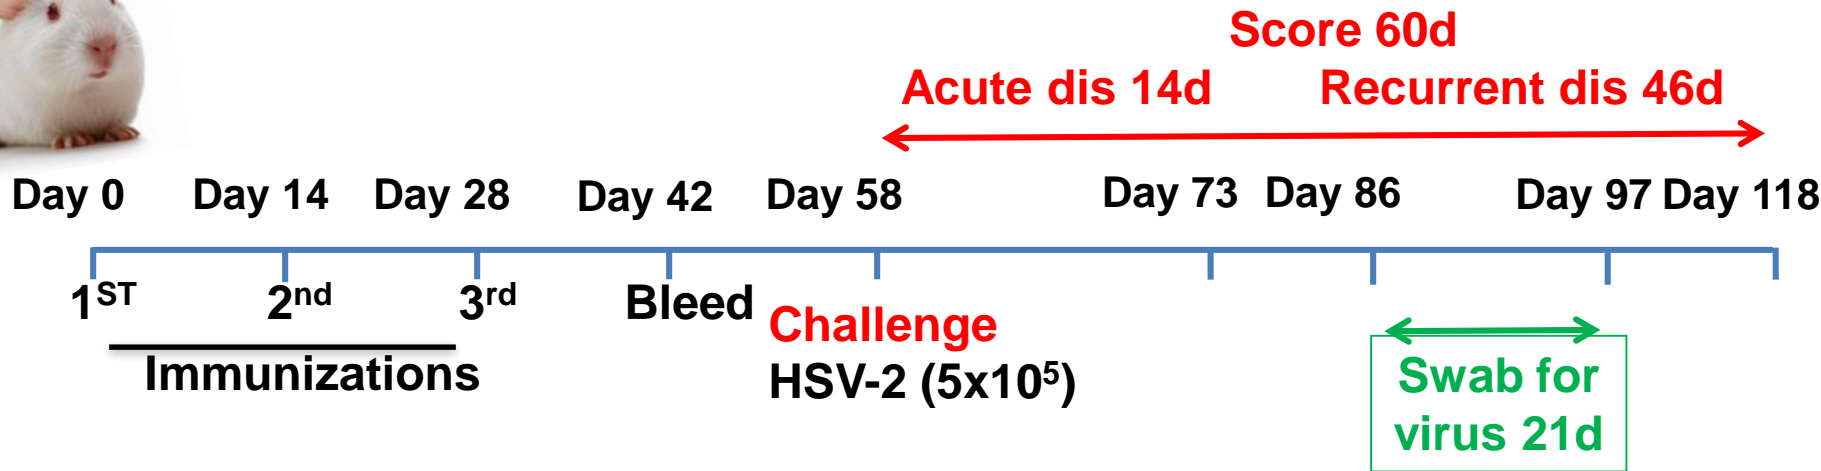 Score 60d
Acute dis 14d Recurrent dis 46d
Day 0 Day 14 Day 28 Day 42 Day 58 Day 73 Day 86 Day 97 Day 118
1ST 2nd 3rd Bleed
Immunizations
Challenge
HSV-2 (5x10⁵)
Swab for
virus 21d